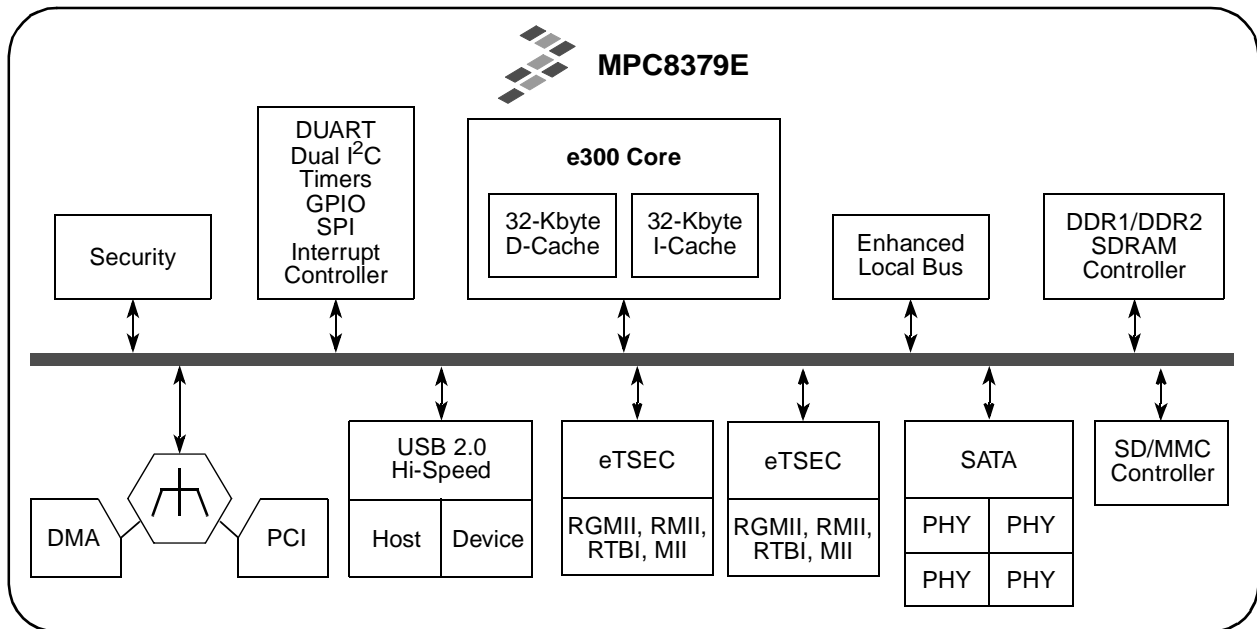 MPC8379E
DUART
Dual I²C
Timers
GPIO
SPI
Interrupt
Controller
e300 Core
32-Kbyte
D-Cache
32-Kbyte
I-Cache
Security
Enhanced
Local Bus
DDR1/DDR2
SDRAM
Controller
DMA
PCI
USB 2.0
Hi-Speed
Host
Device
eTSEC
RGMII, RMII,
RTBI, MII
eTSEC
RGMII, RMII,
RTBI, MII
SATA
PHY
PHY
PHY
PHY
SD/MMC
Controller